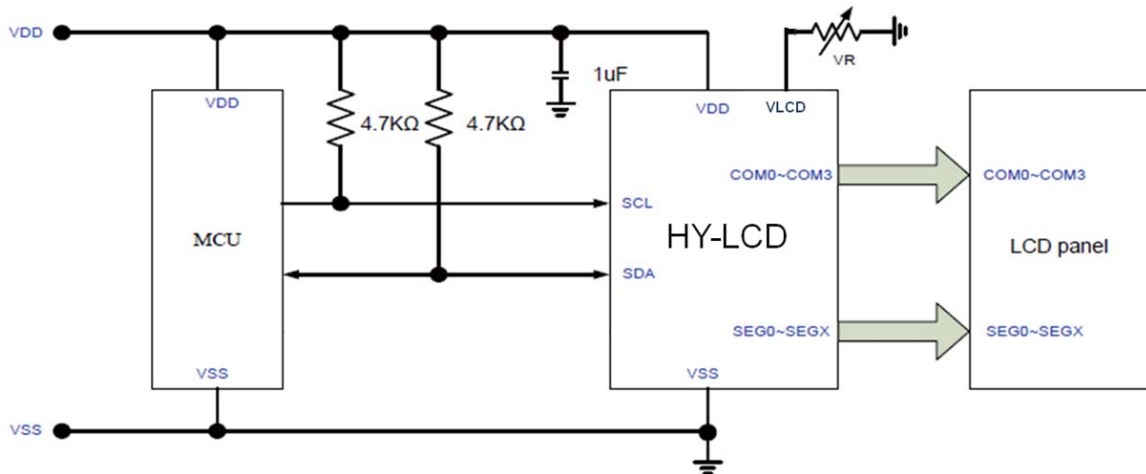 VDD
VR
1uF
VDD
VDD
VLCD
4.7KΩ
4.7KΩ
COM0~COM3
COM0~COM3
SCL
MCU
HY-LCD
LCD panel
SDA
SEG0~SEGX
SEG0~SEGX
VSS
VSS
VSS